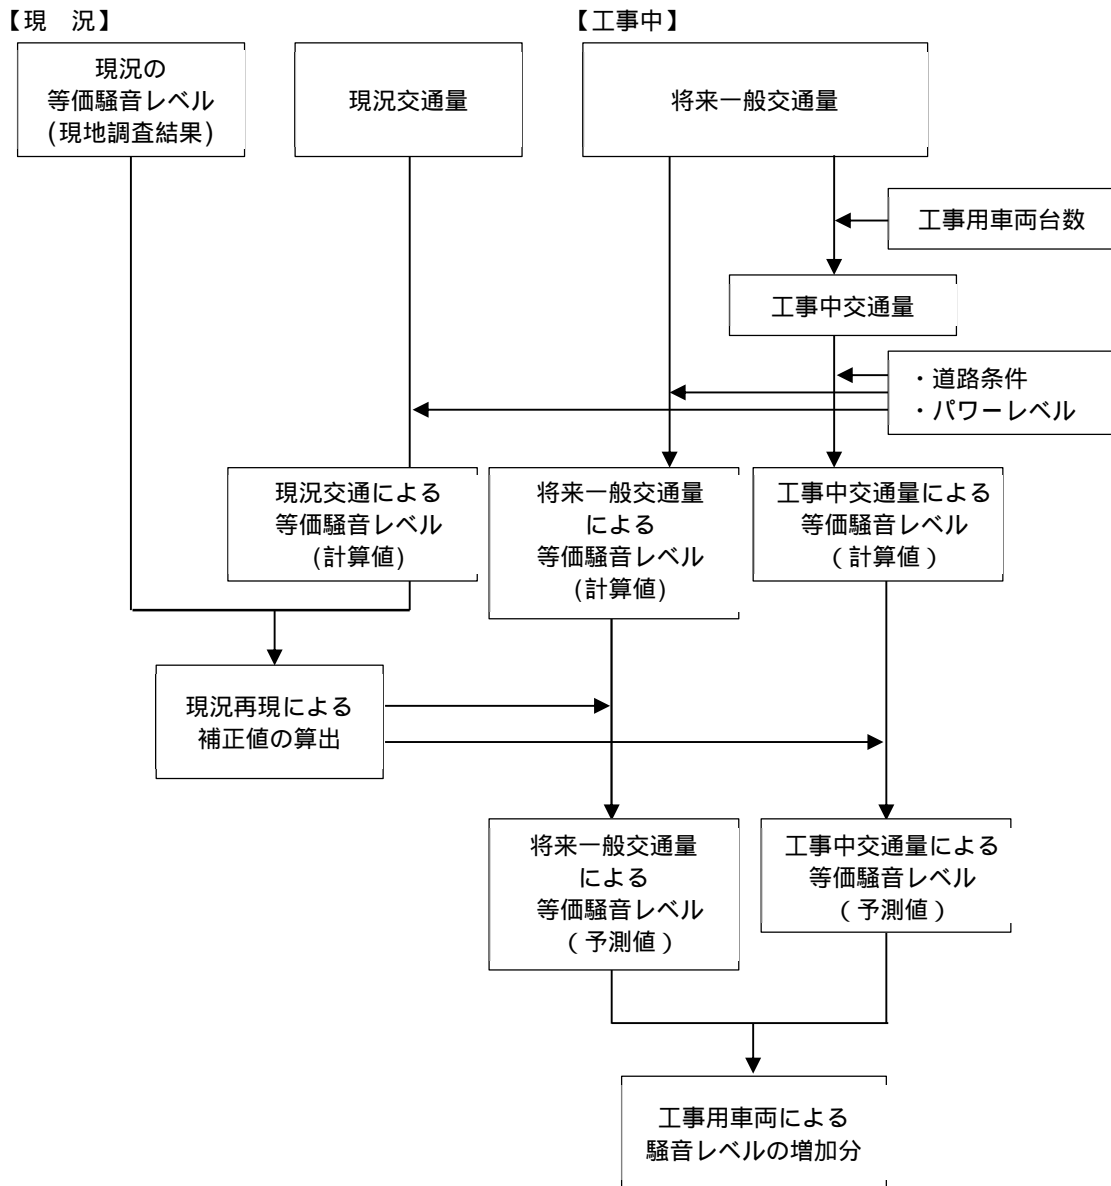 【現　況】
【工事中】
現況の
等価騒音レベル
(現地調査結果)
現況交通量
将来一般交通量
工事用車両台数
工事中交通量
・道路条件
・パワーレベル
現況交通による
等価騒音レベル
(計算値)
将来一般交通量
による
等価騒音レベル
(計算値)
工事中交通量による
等価騒音レベル
（計算値）
現況再現による
補正値の算出
将来一般交通量
による
等価騒音レベル
（予測値）
工事中交通量による
等価騒音レベル
（予測値）
工事用車両による
騒音レベルの増加分